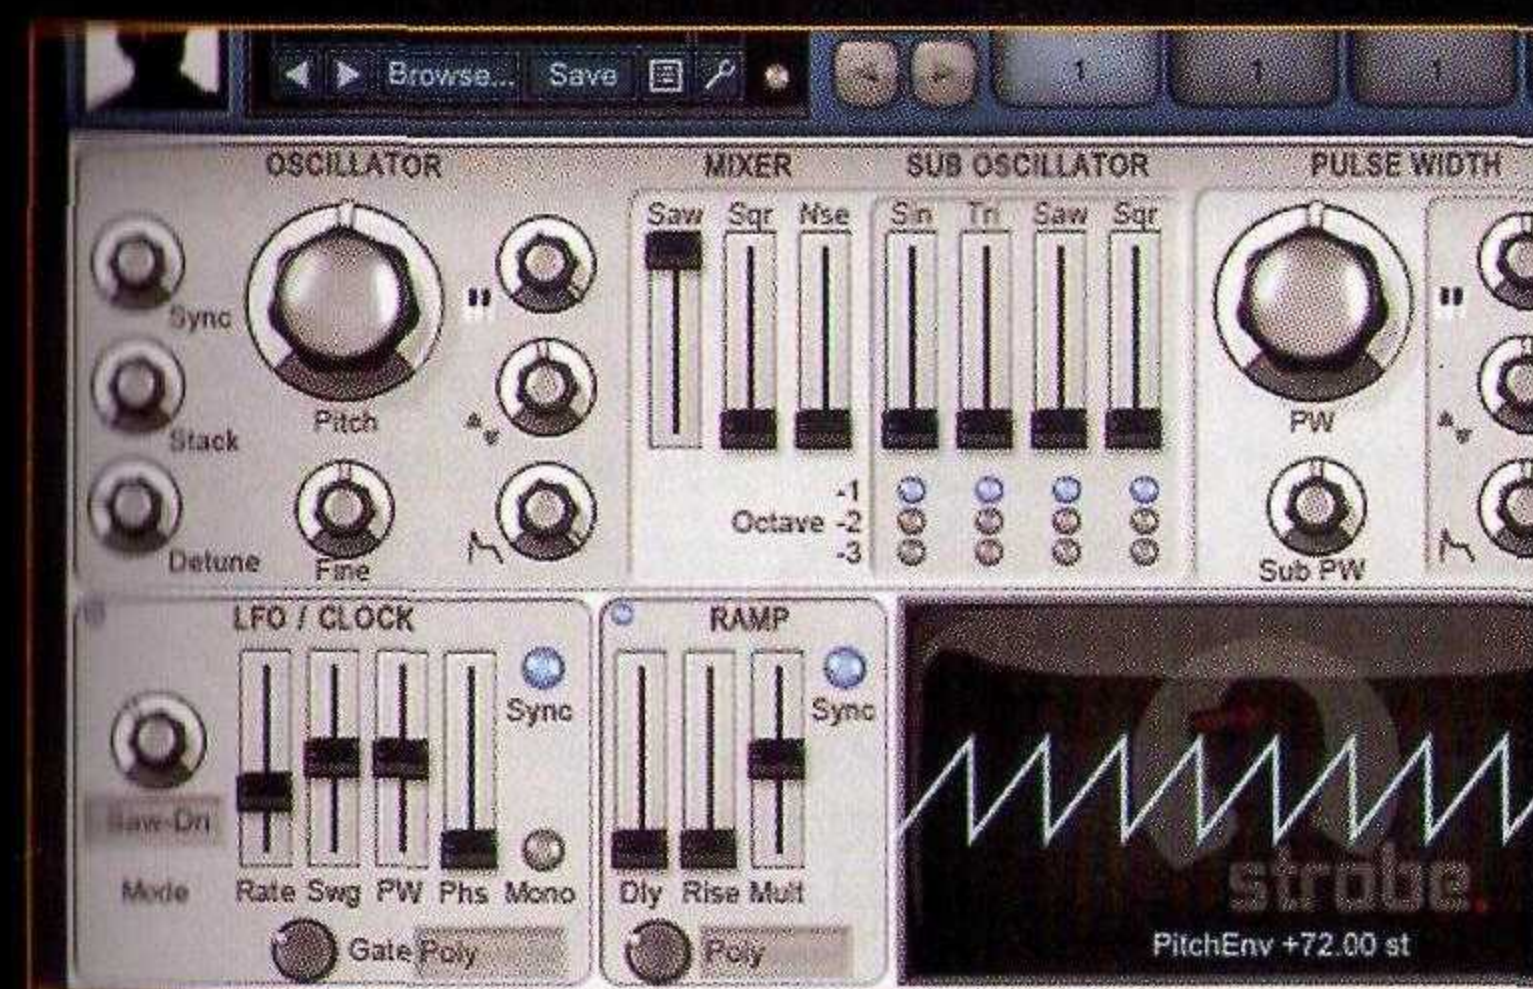 Browse... Save
1 1 1
OSCILLATOR MIXER SUB OSCILLATOR PULSE WIDTH
Saw Sqr Nse Sin Tri Saw Sqr
Sync
Pitch PW
Stack
-1
Octave -2
-3
Detune Fine Sub PW
LFO / CLOCK RAMP
Sync Sync
Saw-Dn
Mode Rate Swg PW Phs Mono Dly Rise Mult
strobe.
Gate Poly Poly
PitchEnv +72.00 st